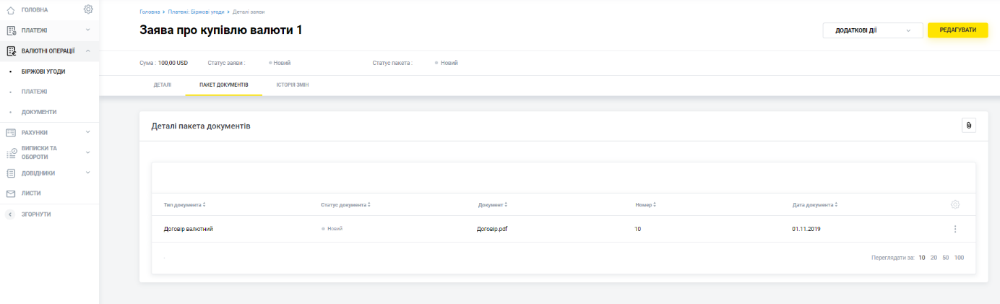 ГОЛОВНА
ПЛАТЕЖІ
ВАЛЮТНІ ОПЕРАЦІЇ
БІРЖОВІ УГОДИ
ПЛАТЕЖІ
ДОКУМЕНТИ
РАХУНКИ
ВИПИСКИ ТА
ОБОРОТИ
ДОВІДНИКИ
ЛИСТИ
ЗГОРНУТИ
Головна > Платежі: Біржові угоди > Деталі заяви
Заява про купівлю валюти 1
ДОДАТКОВІ ДІЇ
РЕДАГУВАТИ
Сума : 100,00 USD Статус заяви : Новий Статус пакета : Новий
ДЕТАЛІ ПАКЕТ ДОКУМЕНТІВ ІСТОРІЯ ЗМІН
Деталі пакета документів
Тип документа Статус документа Документ Номер Дата документа
Договір валютний Новий Договір.pdf 10 01.11.2019
Переглядати за: 10 20 50 100